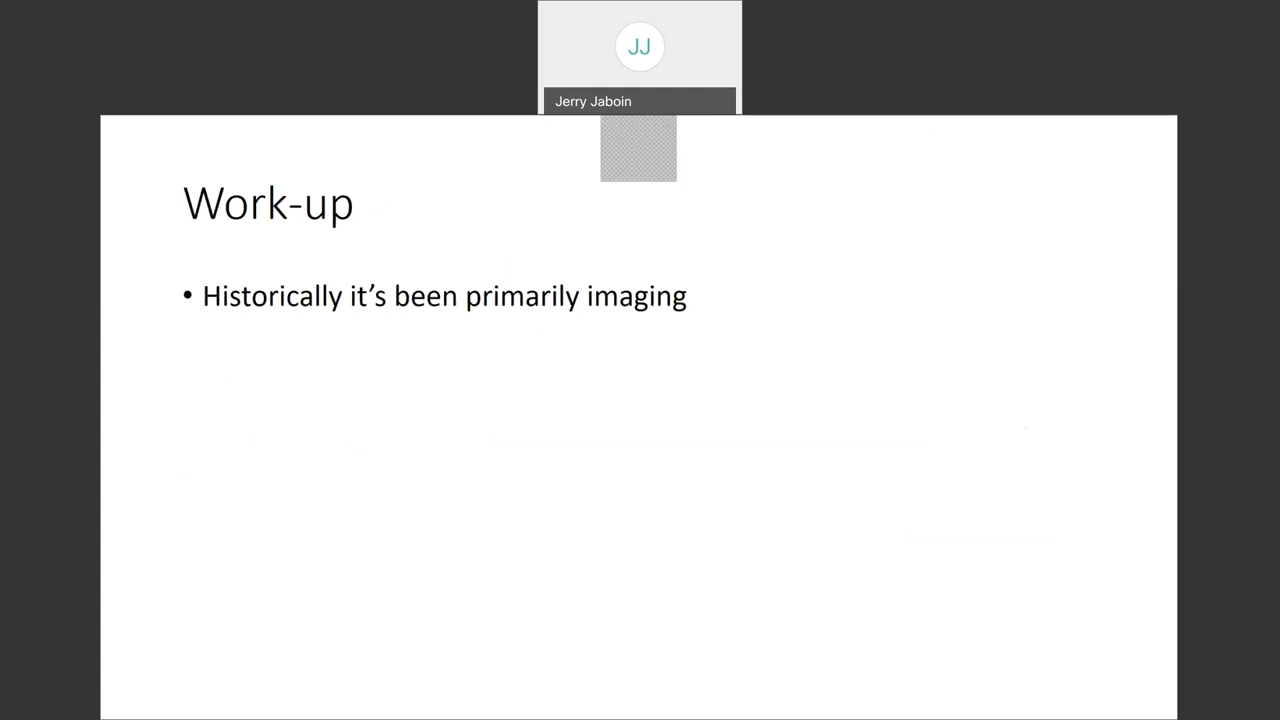 JJ
Jerry Jaboin
Work-up
• Historically it’s been primarily imaging